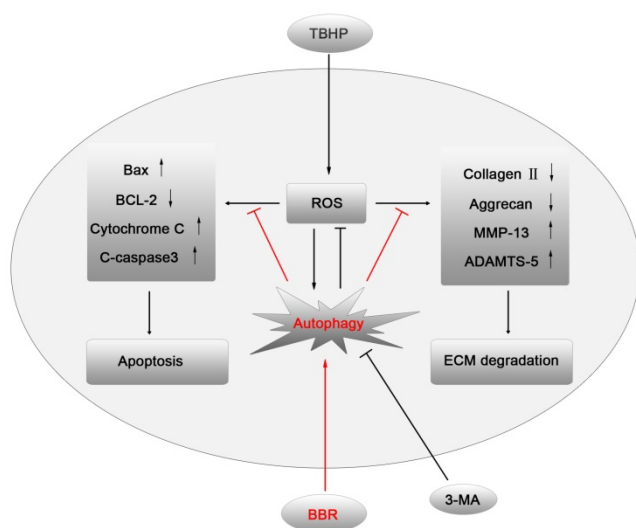 TBHP
Bax ↑
BCL-2 ↓
Cytochrome C ↑
C-caspase3 ↑
ROS
Collagen Ⅱ ↓
Aggrecan ↓
MMP-13 ↑
ADAMTS-5 ↑
Autophagy
Apoptosis
ECM degradation
BBR
3-MA